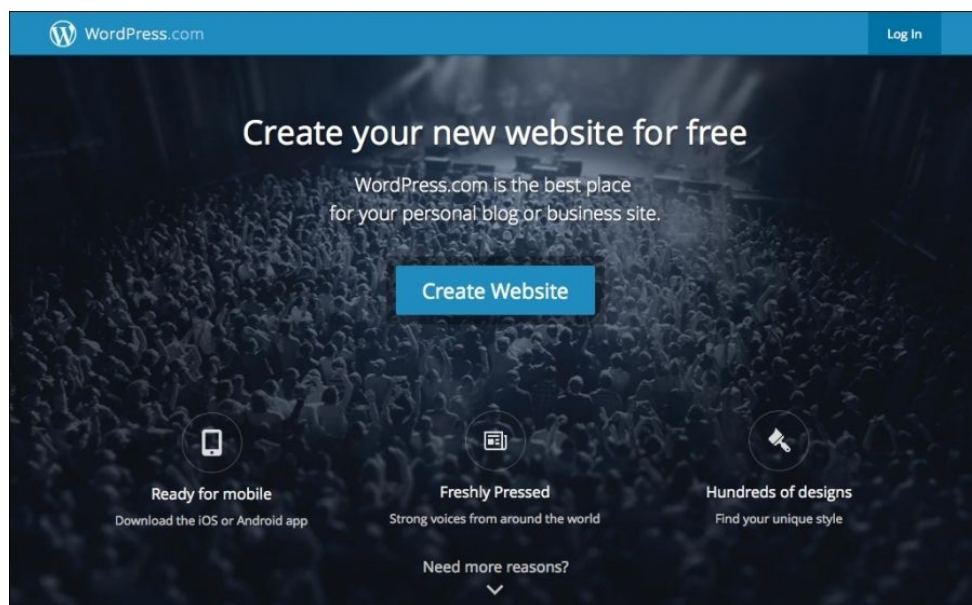 WordPress.com
Log In
Create your new website for free
WordPress.com is the best place
for your personal blog or business site.
Create Website
Ready for mobile
Freshly Pressed
Hundreds of designs
Download the iOS or Android app
Strong voices from around the world
Find your unique style
Need more reasons?